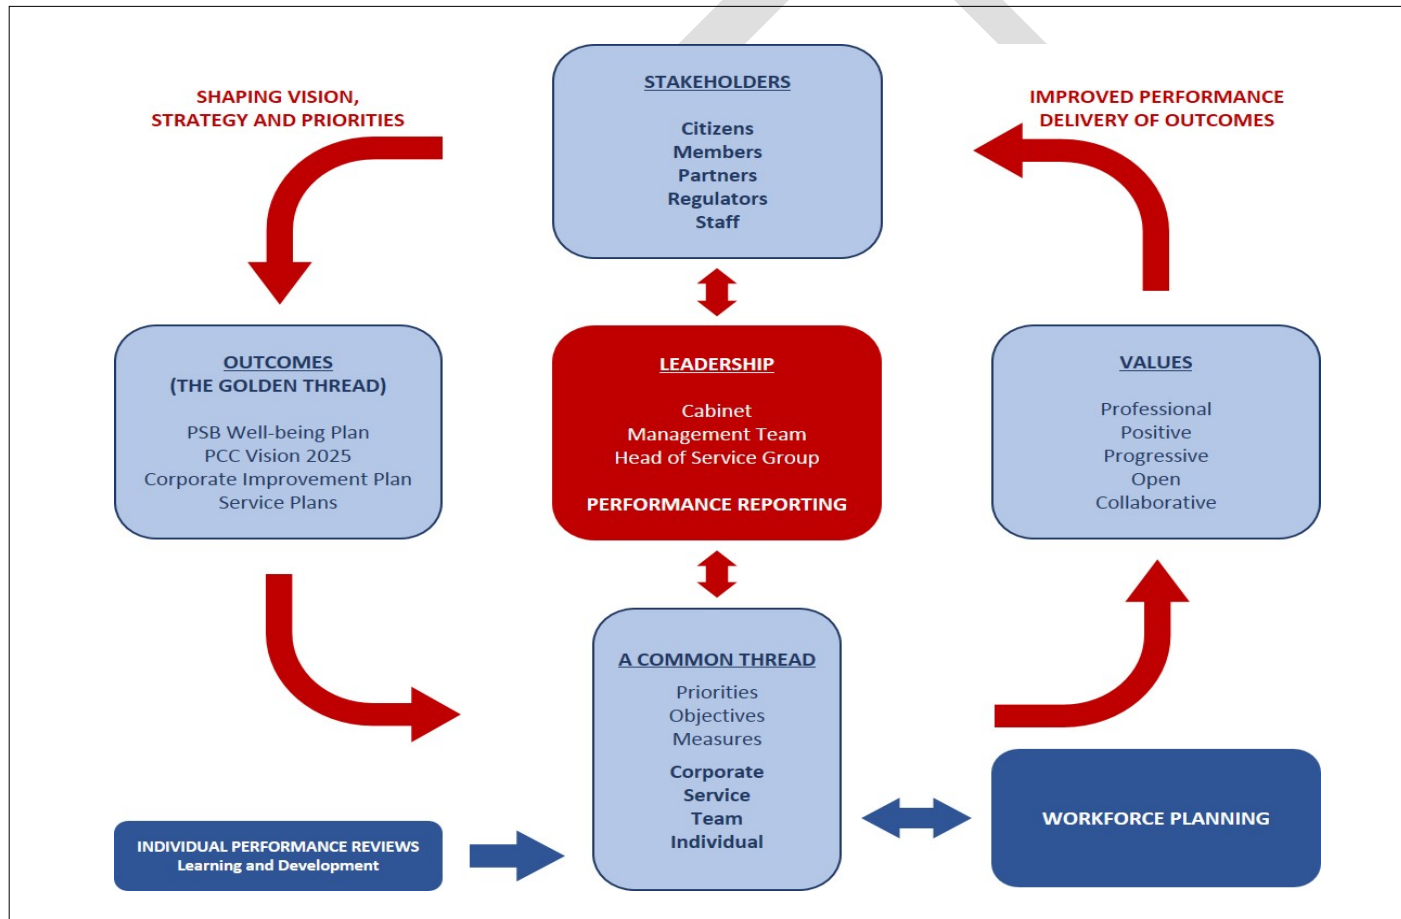 SHAPING VISION,
STRATEGY AND PRIORITIES
STAKEHOLDERS
Citizens
Members
Partners
Regulators
Staff
IMPROVED PERFORMANCE
DELIVERY OF OUTCOMES
OUTCOMES
(THE GOLDEN THREAD)
PSB Well-being Plan
PCC Vision 2025
Corporate Improvement Plan
Service Plans
LEADERSHIP
Cabinet
Management Team
Head of Service Group
PERFORMANCE REPORTING
VALUES
Professional
Positive
Progressive
Open
Collaborative
A COMMON THREAD
Priorities
Objectives
Measures
Corporate
Service
Team
Individual
INDIVIDUAL PERFORMANCE REVIEWS
Learning and Development
WORKFORCE PLANNING